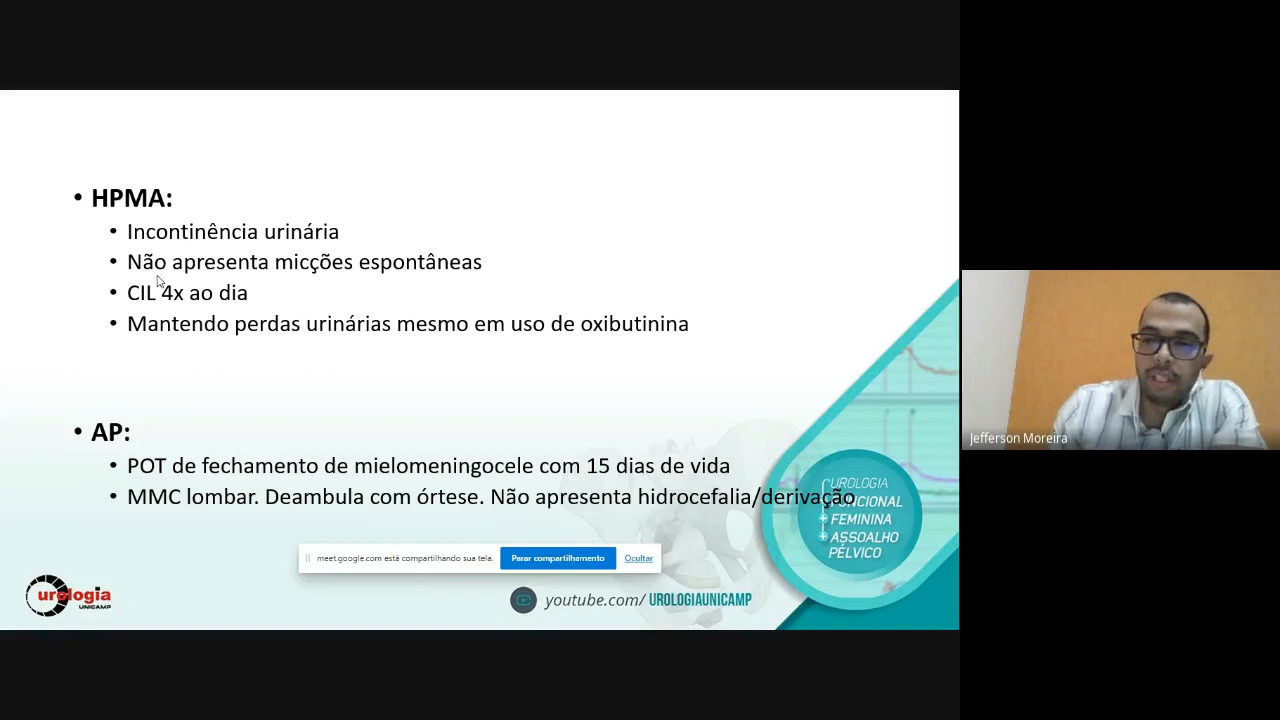 • HPMA:
• Incontinência urinária
• Não apresenta micções espontâneas
• CIL 4x ao dia
• Mantendo perdas urinárias mesmo em uso de oxibutinina
• AP:
• POT de fechamento de mielomeningocele com 15 dias de vida
• MMC lombar. Deambula com órtese. Não apresenta hidrocefalia/derivação
UROLOGIA
FUNCIONAL
+ FEMININA
+ ASSOALHO
PÉLVICO
meet.google.com está compartilhando sua tela.
Parar compartilhamento
Ocultar
urologia
UNICAMP
youtube.com/ UROLOGIAUNICAMP
Jefferson Moreira